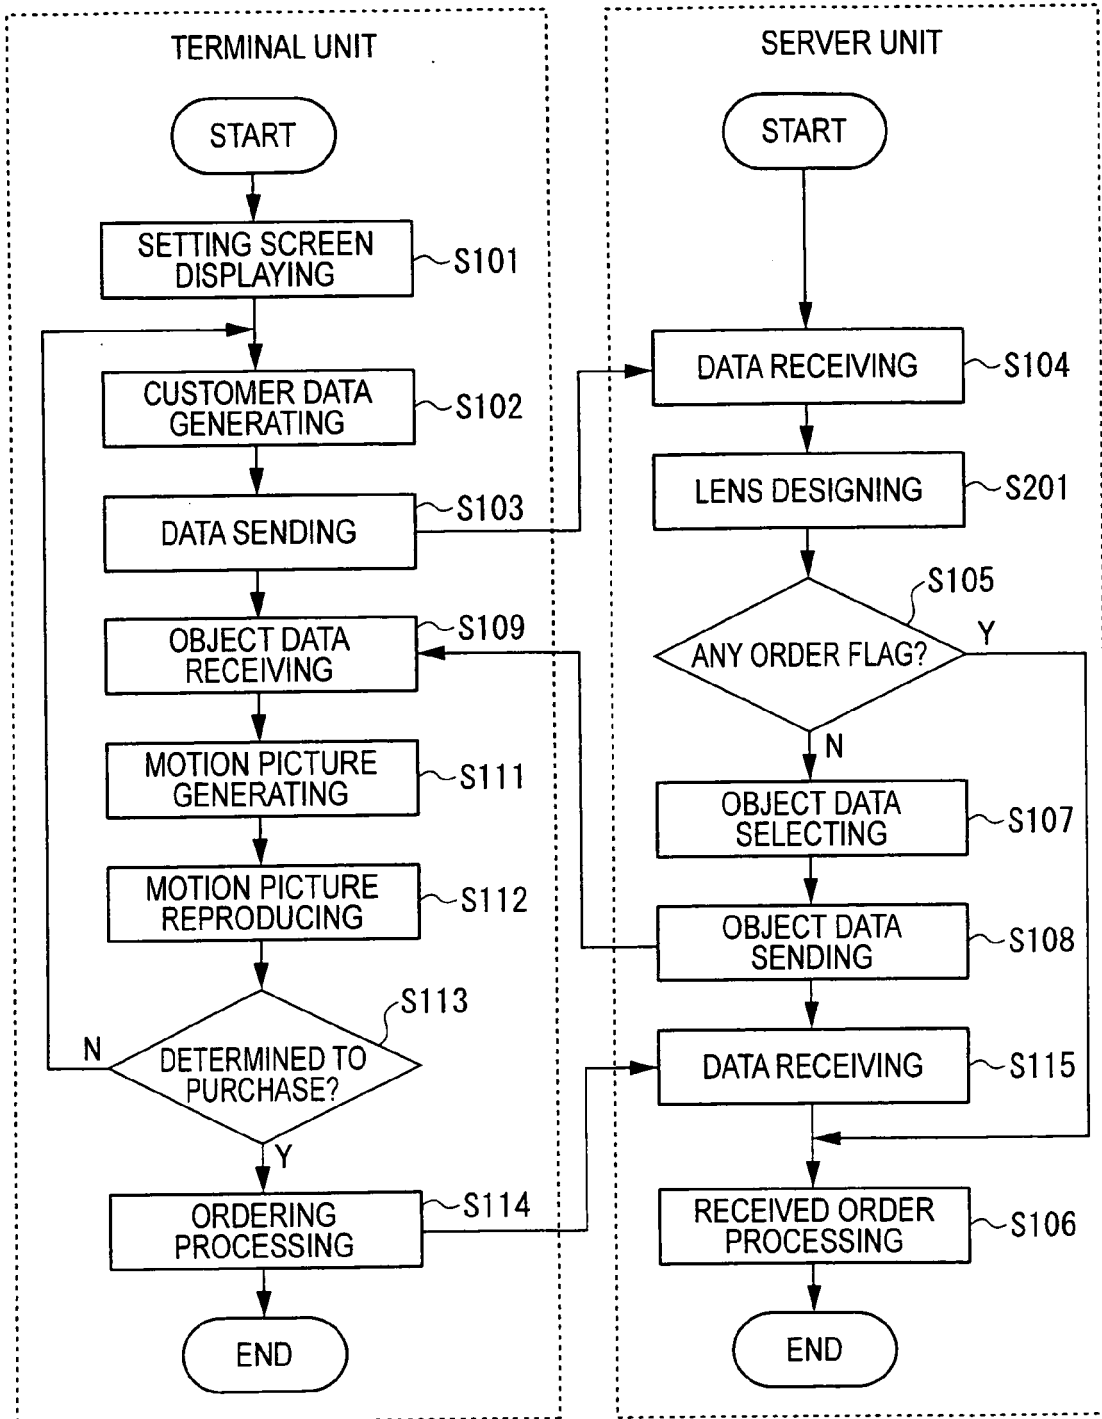 TERMINAL UNIT
START
SETTING SCREEN
DISPLAYING
S101
CUSTOMER DATA
GENERATING
S102
DATA SENDING
S103
OBJECT DATA
RECEIVING
S109
MOTION PICTURE
GENERATING
S111
MOTION PICTURE
REPRODUCING
S112
S113
N
DETERMINED TO
PURCHASE?
Y
ORDERING
PROCESSING
S114
END
SERVER UNIT
START
DATA RECEIVING
S104
LENS DESIGNING
S201
S105
ANY ORDER FLAG?
Y
N
OBJECT DATA
SELECTING
S107
OBJECT DATA
SENDING
S108
DATA RECEIVING
S115
RECEIVED ORDER
PROCESSING
S106
END